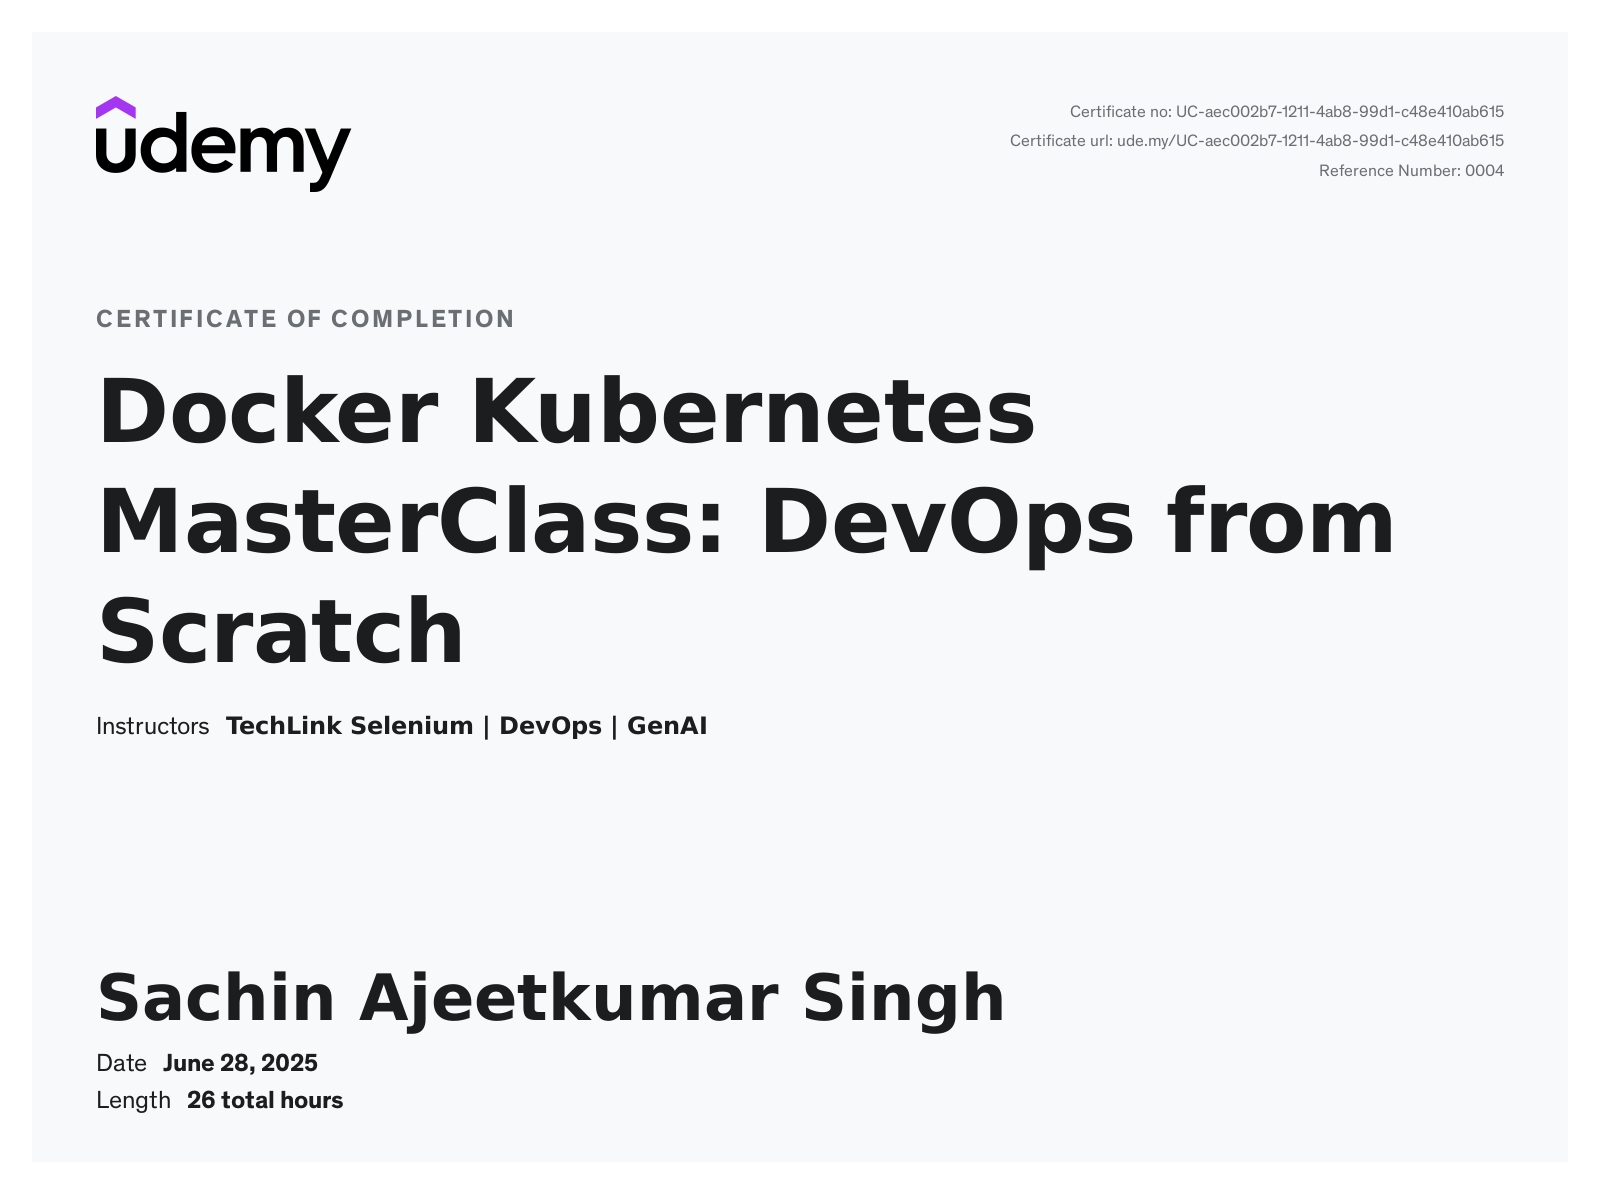 udemy
Certificate no: UC-aec002b7-1211-4ab8-99d1-c48e410ab615
Certificate url: ude.my/UC-aec002b7-1211-4ab8-99d1-c48e410ab615
Reference Number: 0004
CERTIFICATE OF COMPLETION
Docker Kubernetes
MasterClass: DevOps from
Scratch
Instructors TechLink Selenium | DevOps | GenAI
Sachin Ajeetkumar Singh
Date June 28, 2025
Length 26 total hours